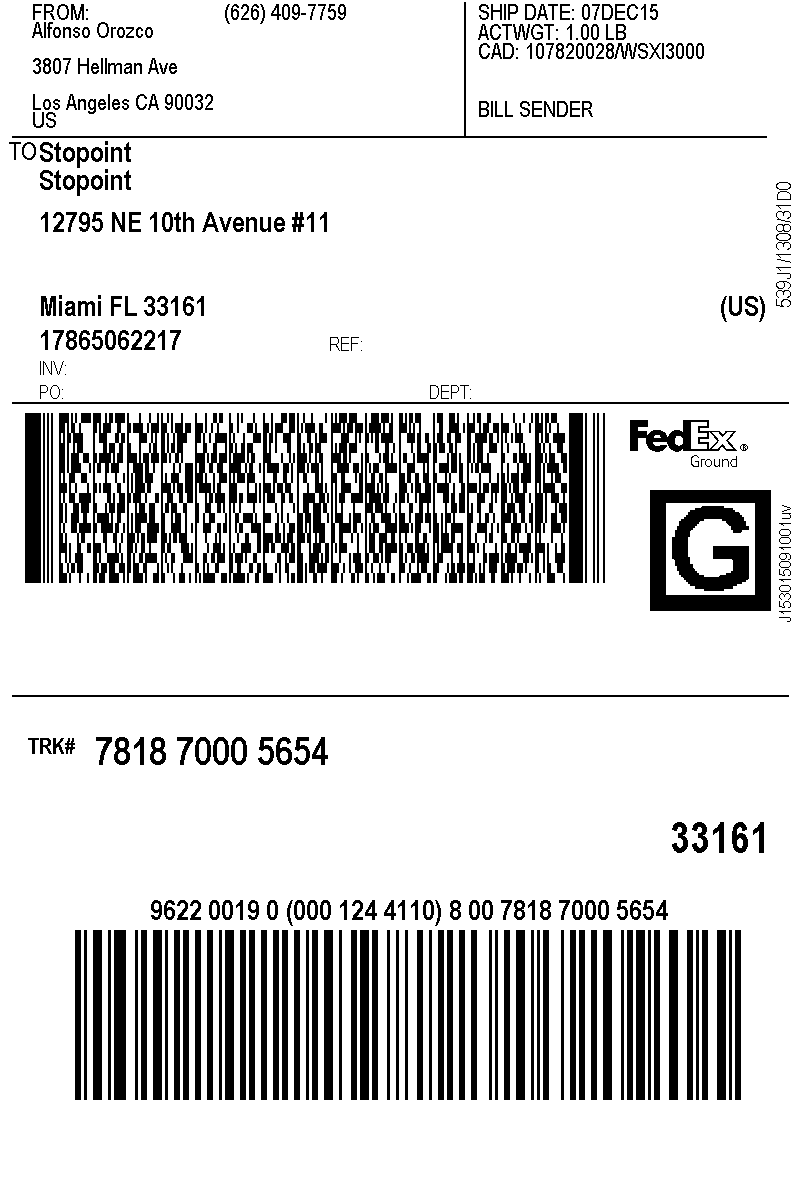 FROM: (626) 409-7759
Alfonso Orozco
3807 Hellman Ave
Los Angeles CA 90032
US
SHIP DATE: 07DEC15
ACTWGT: 1.00 LB
CAD: 107820028/WSXI3000
BILL SENDER
TO Stopoint
Stopoint
12795 NE 10th Avenue #11
Miami FL 33161 (US)
17865062217 REF:
INV:
PO: DEPT:
539J1/1308/31D0
FedEx®
Ground
G
J153015091001uv
TRK# 7818 7000 5654
33161
9622 0019 0 (000 124 4110) 8 00 7818 7000 5654